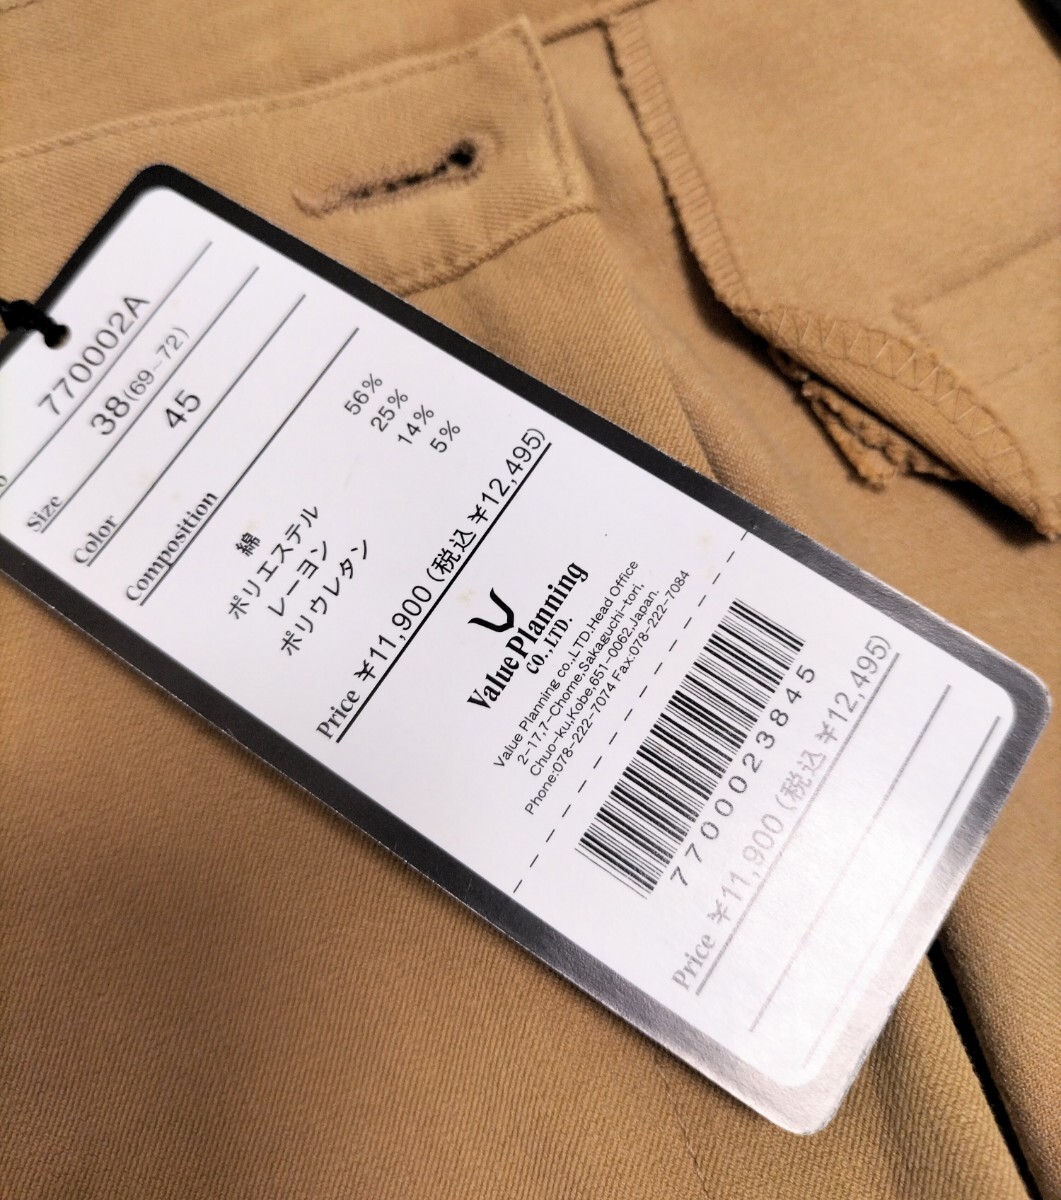 770002A
Size 38(69~72)
Color 45
Composition
綿 56%
ポリエステル 25%
レーヨン 14%
ポリウレタン 5%
Price ¥11,900(税込 ¥12,495)
Value Planning
CO.,LTD.
Value Planning co.,LTD.Head Office
2-17,7-Chome,Sakaguchi-tori,
Chuo-ku,Kobe,651-0062,Japan.
Phone:078-222-7074 Fax.078-222-7084
7700023845
Price ¥11,900(税込 ¥12,495)